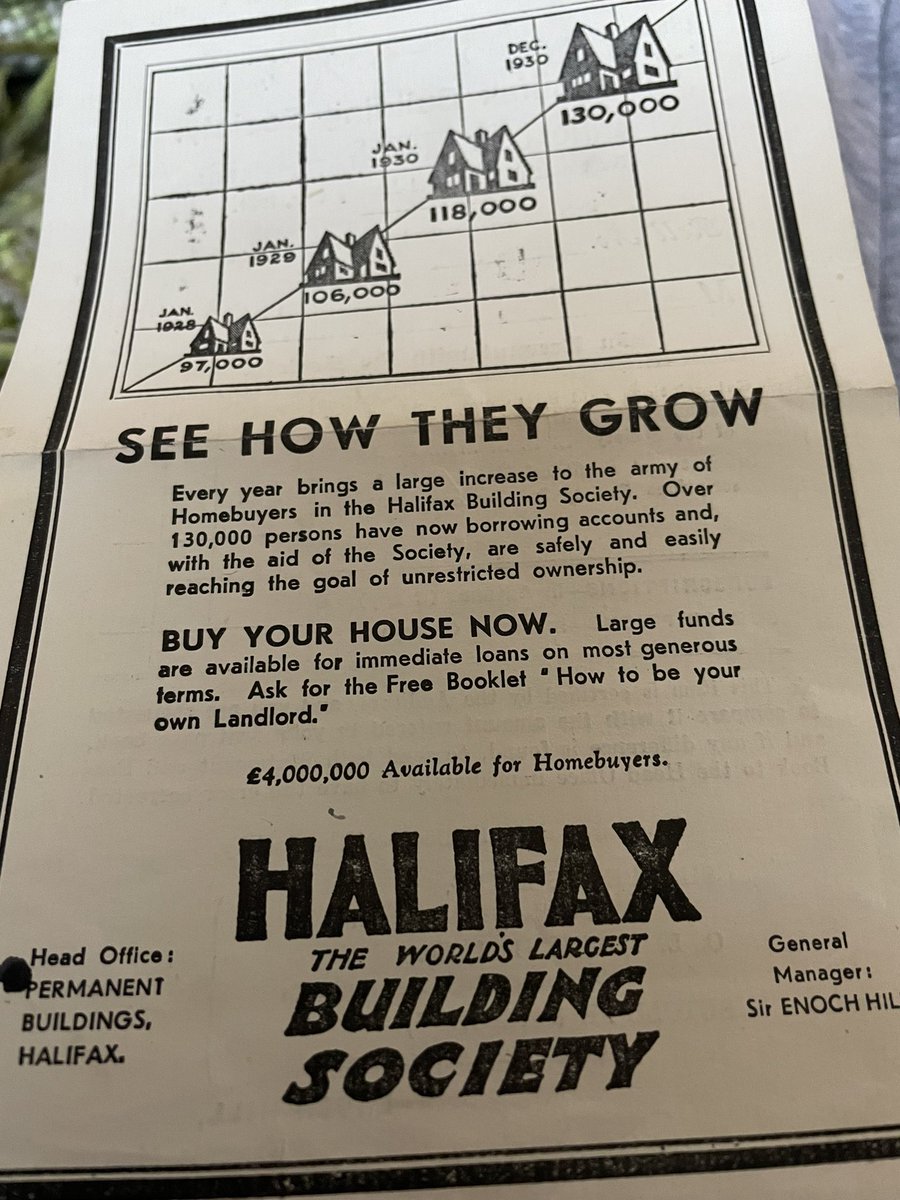 DEC.
1930
130,000
JAN.
1930
118,000
JAN.
1929
106,000
JAN.
1928
97,000
SEE HOW THEY GROW
Every year brings a large increase to the army of
Homebuyers in the Halifax Building Society. Over
130,000 persons have now borrowing accounts and,
with the aid of the Society, are safely and easily
reaching the goal of unrestricted ownership.
BUY YOUR HOUSE NOW. Large funds
are available for immediate loans on most generous
terms. Ask for the Free Booklet "How to be your
own Landlord."
£4,000,000 Available for Homebuyers.
HALIFAX
THE WORLD'S LARGEST
BUILDING
SOCIETY
Head Office:
PERMANENT
BUILDINGS,
HALIFAX.
General
Manager:
Sir ENOCH HIL